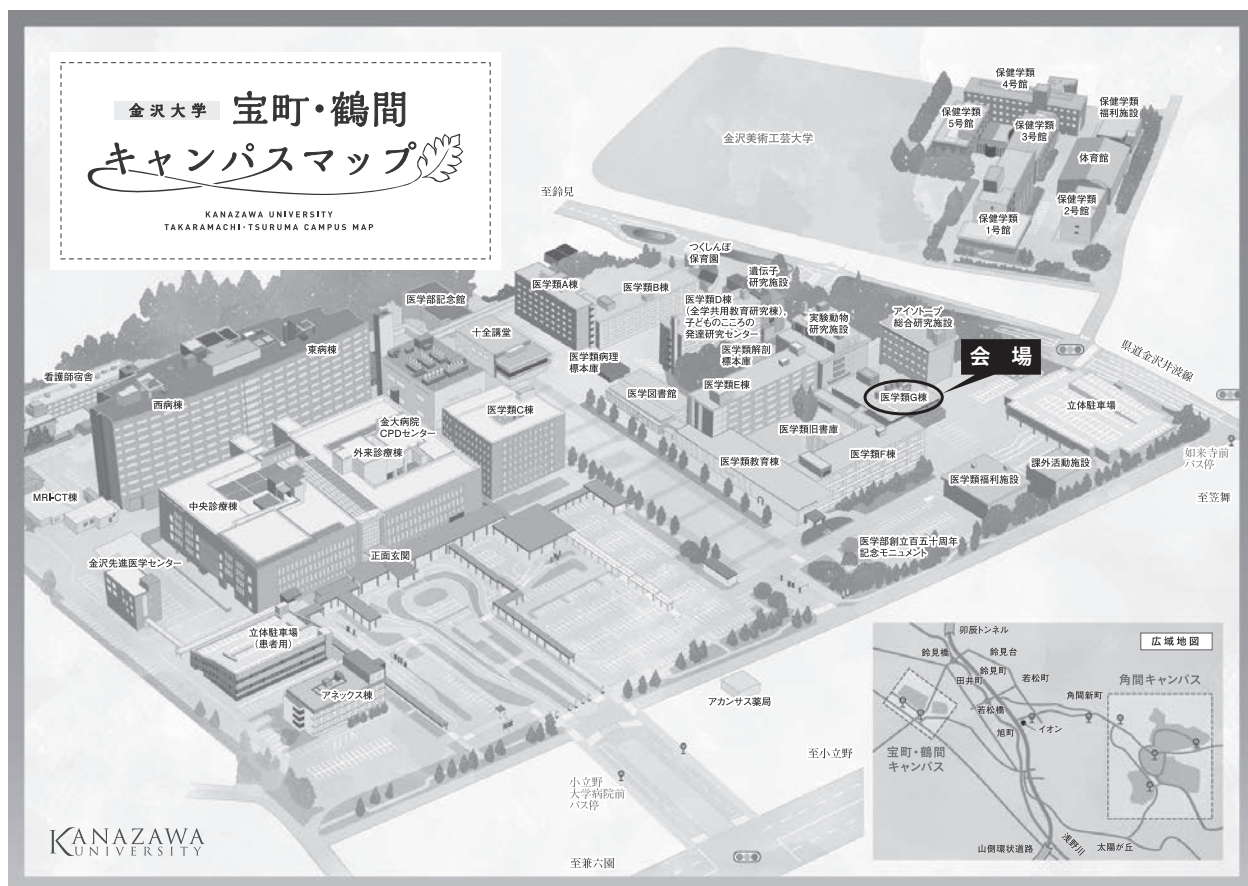 金沢大学 宝町・鶴間
キャンパスマップ
KANAZAWA UNIVERSITY
TAKARAMACHI・TSURUMA CAMPUS MAP
金沢美術工芸大学
保健学類
4号館
保健学類
5号館
保健学類
3号館
保健学類
福利施設
体育館
保健学類
2号館
保健学類
1号館
至鈴見
つくしんぼ
保育園
遺伝子
研究施設
医学部記念館
医学類A棟
医学類B棟
医学類D棟
(全学共用教育研究棟),
子どものこころの
発達研究センター
実験動物
研究施設
アイソトープ
総合研究施設
会場
県道金沢井波線
十全講堂
東病棟
看護師宿舎
西病棟
医学類病理
標本庫
医学類解剖
標本庫
医学図書館
医学類E棟
医学類G棟
立体駐車場
金大病院
CPDセンター
医学類C棟
外来診療棟
医学類旧書庫
医学類教育棟
医学類F棟
医学類福利施設
課外活動施設
如来寺前
バス停
至笠舞
MRI-CT棟
中央診療棟
正面玄関
金沢先進医学センター
医学部創立百五十周年
記念モニュメント
立体駐車場
(患者用)
アネックス棟
アカンサス薬局
至小立野
小立野
大学病院前
バス停
至兼六園
KANAZAWA
UNIVERSITY
広域地図
卯辰トンネル
鈴見橋
鈴見台
田井町
鈴見町
若松町
角間キャンパス
角間新町
若松橋
旭町
イオン
宝町・鶴間
キャンパス
山側環状道路
浅野川
太陽が丘